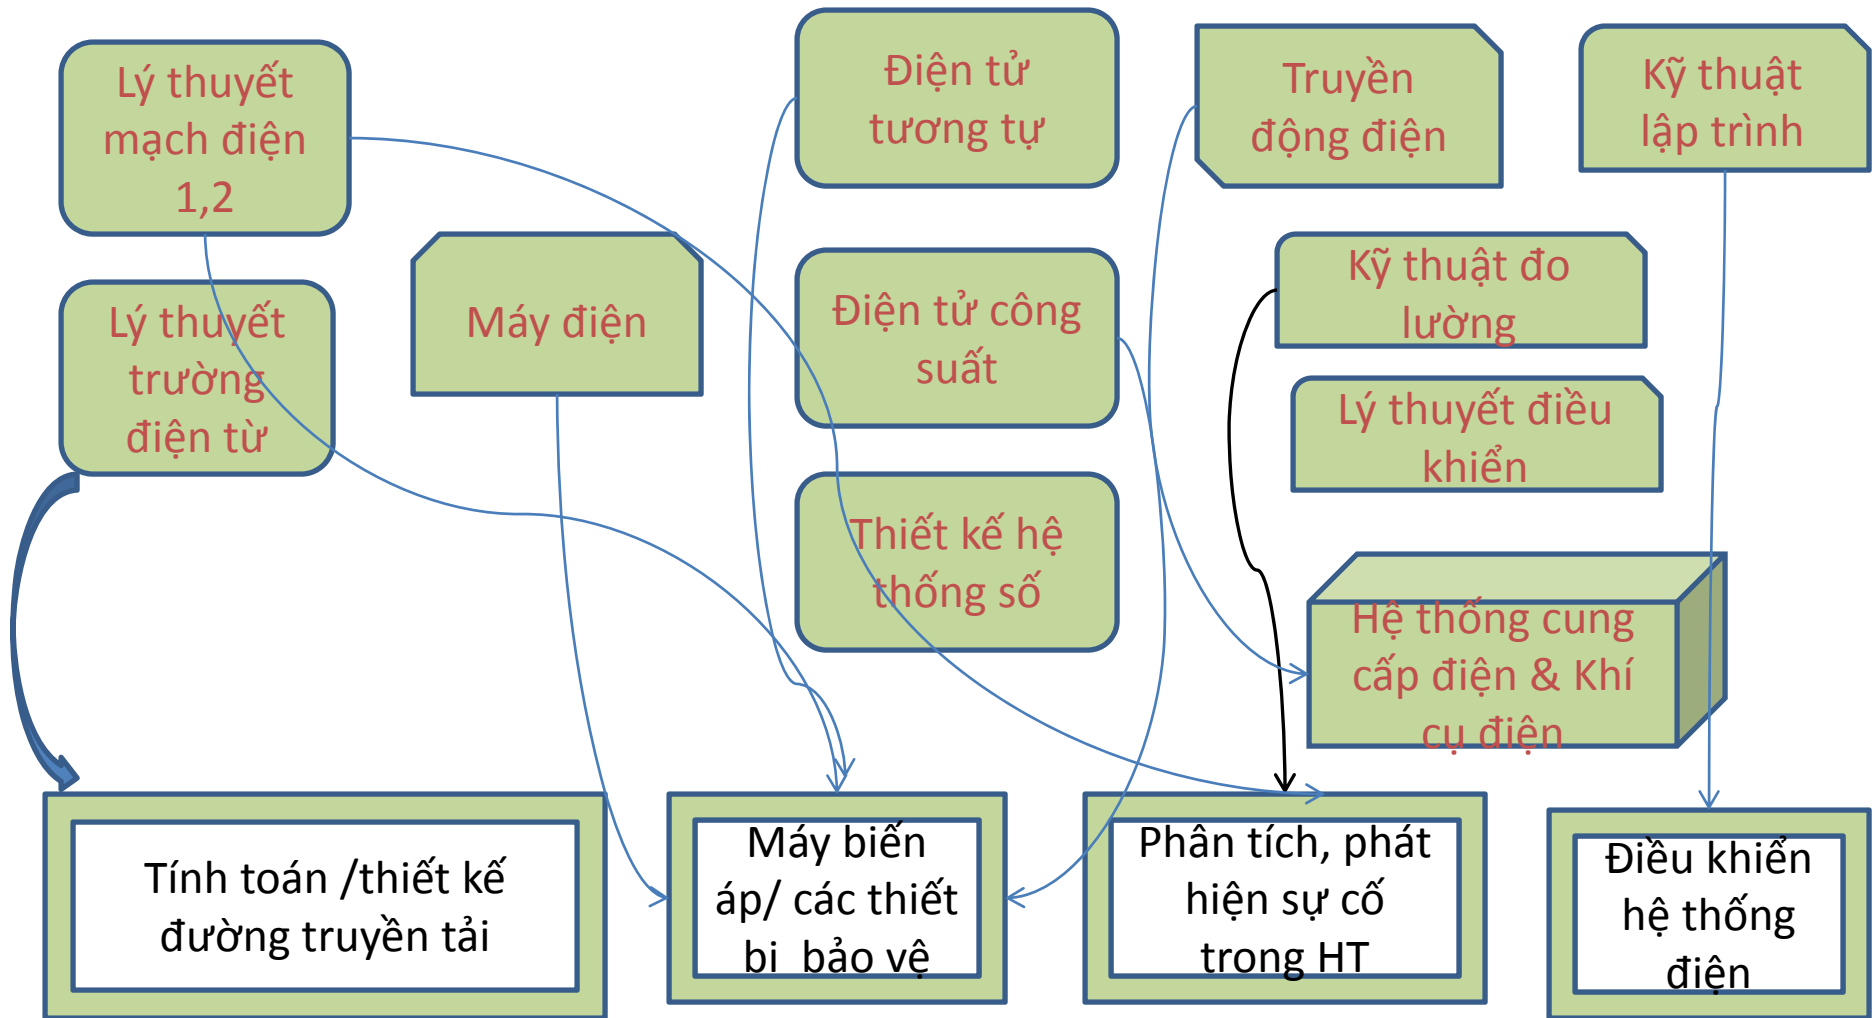 Lý thuyết
mạch điện
1,2
Điện tử
tương tự
Truyền
động điện
Kỹ thuật
lập trình
Lý thuyết
trường
điện từ
Máy điện
Điện tử công
suất
Kỹ thuật đo
lường
Lý thuyết điều
khiển
Thiết kế hệ
thống số
Hệ thống cung
cấp điện & Khí
cụ điện
Tính toán /thiết kế
đường truyền tải
Máy biến
áp/ các thiết
bi bảo vệ
Phân tích, phát
hiện sự cố
trong HT
Điều khiển
hệ thống
điện